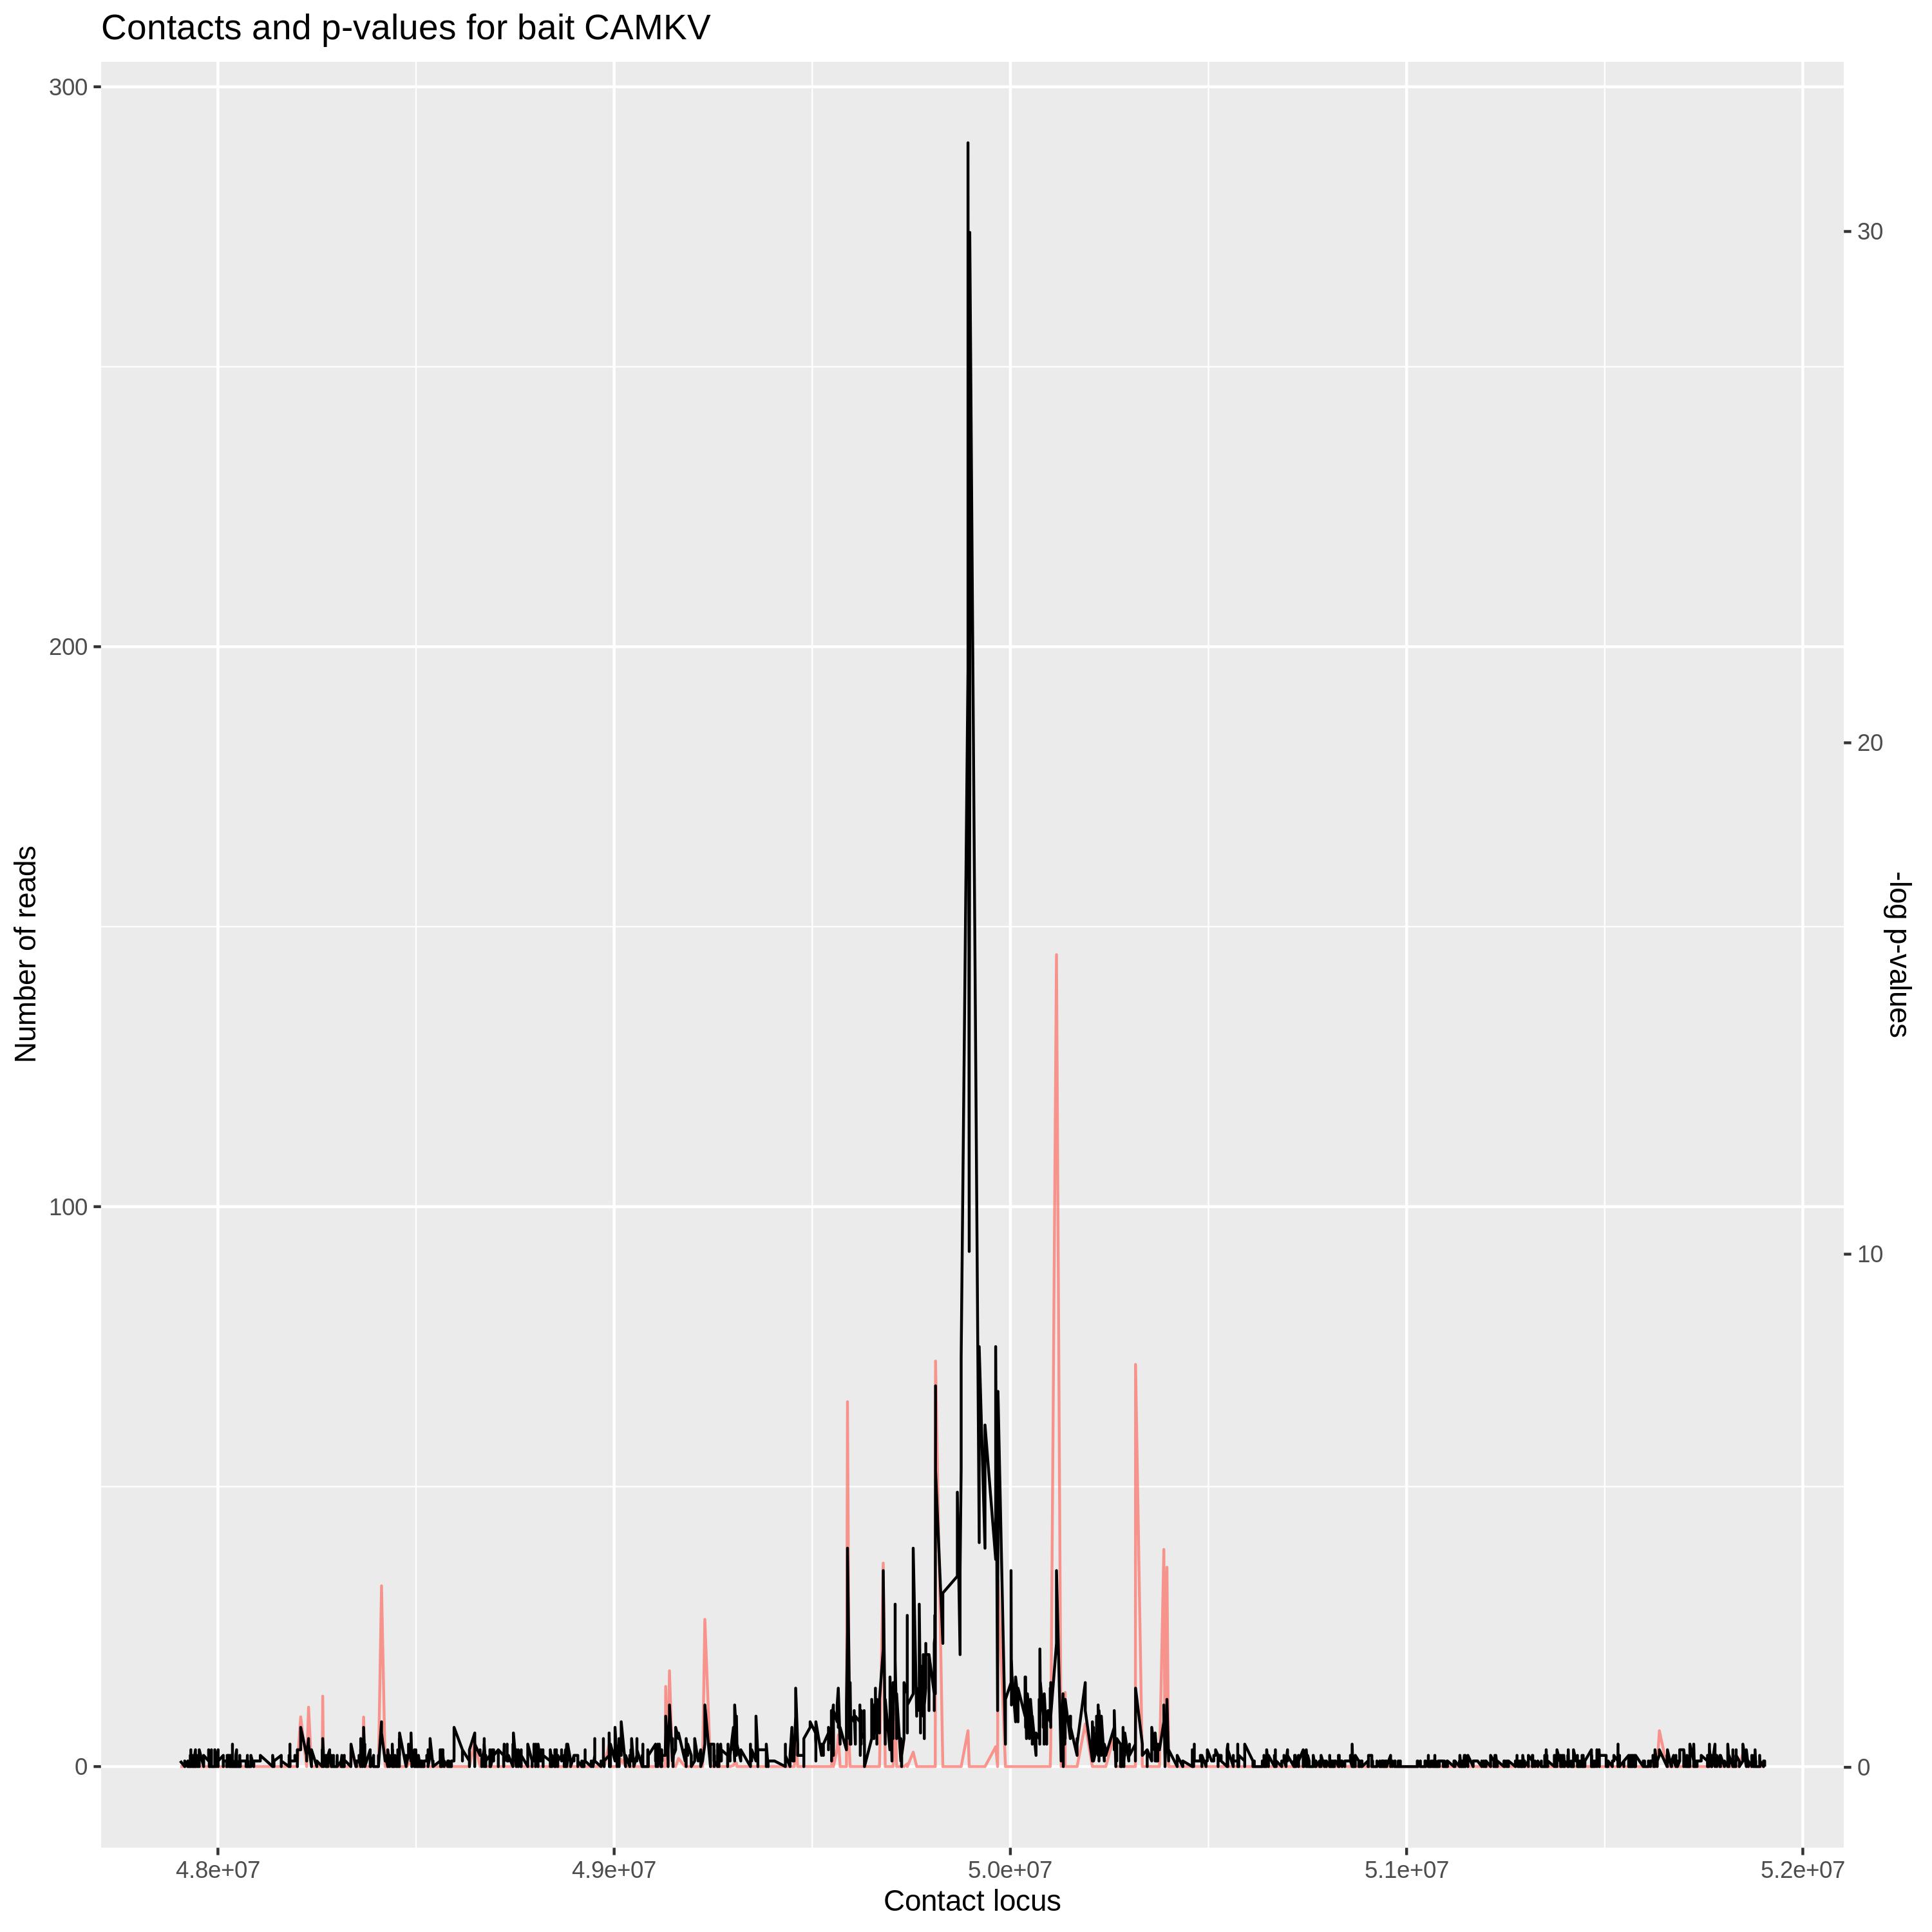 Contacts and p-values for bait CAMKV
300
200
100
0
Number of reads
30
20
10
0
-log p-values
4.8e+07
4.9e+07
5.0e+07
5.1e+07
5.2e+07
Contact locus